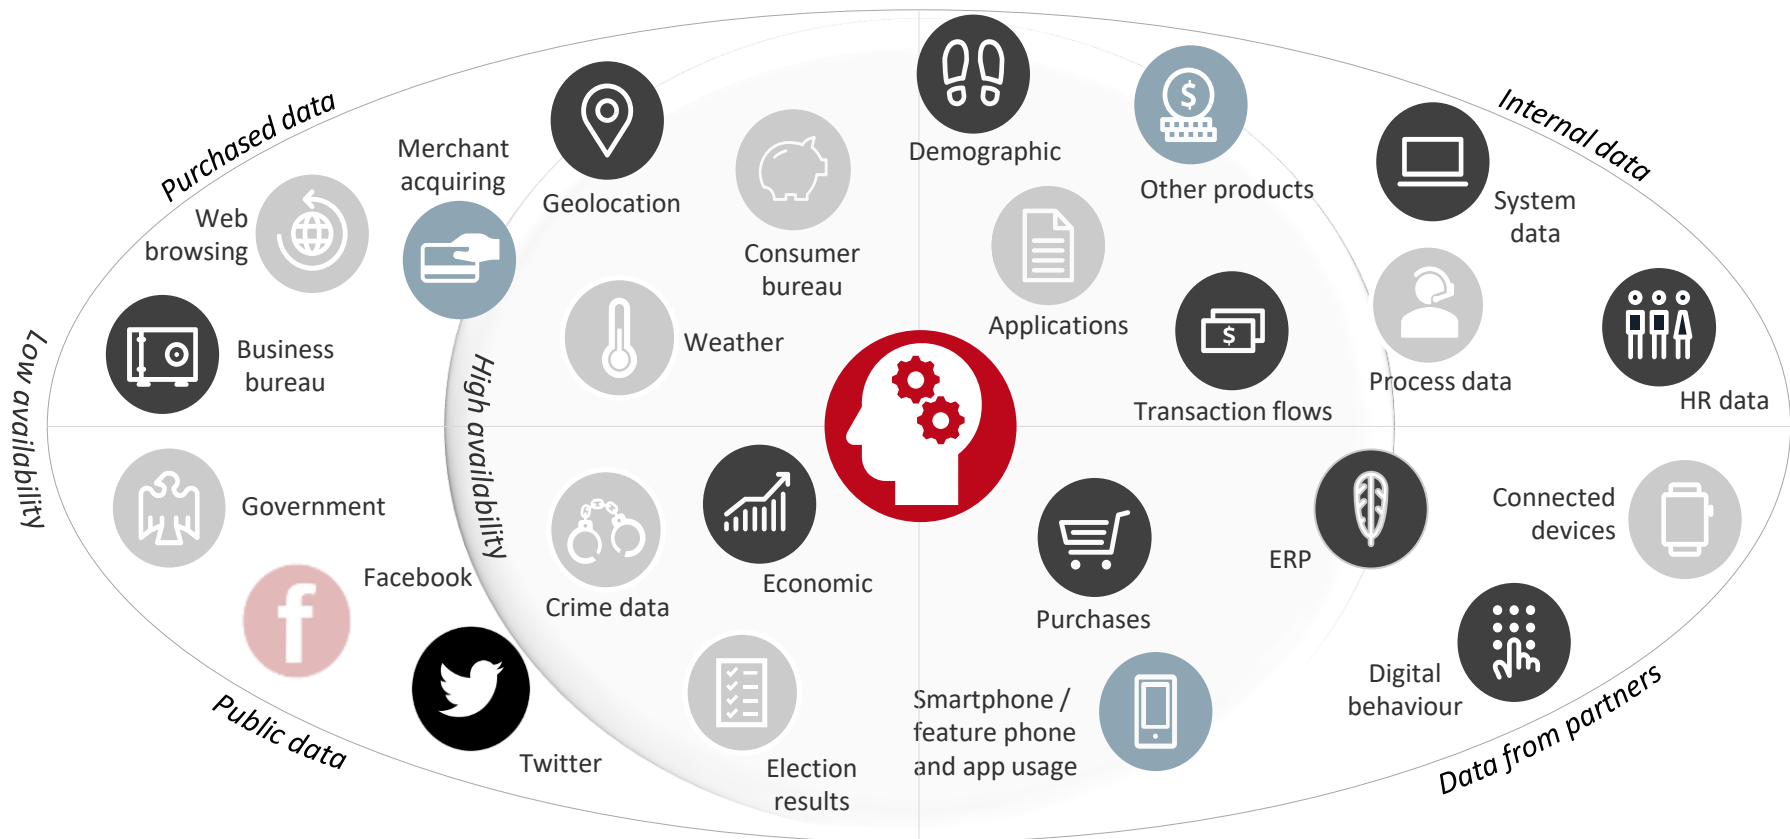 Purchased data
Internal data
Merchant
acquiring
Geolocation
Demographic
Other products
System
data
Web
browsing
Consumer
bureau
Applications
Weather
Business
bureau
$
$
Transaction flows
Process data
HR data
Low availability
High availability
Government
Facebook
f
Twitter
Crime data
Economic
Election
results
Purchases
Smartphone /
feature phone
and app usage
ERP
Connected
devices
Digital
behaviour
Public data
Data from partners